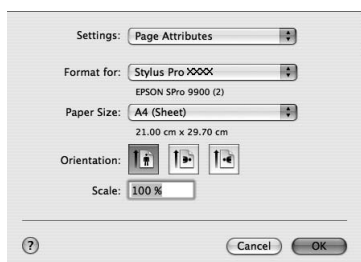 Settings: Page Attributes
Format for: Stylus Pro XXXX
EPSON SPro 9900 (2)
Paper Size: A4 (Sheet)
21.00 cm x 29.70 cm
Orientation:
Scale: 100 %
? Cancel OK